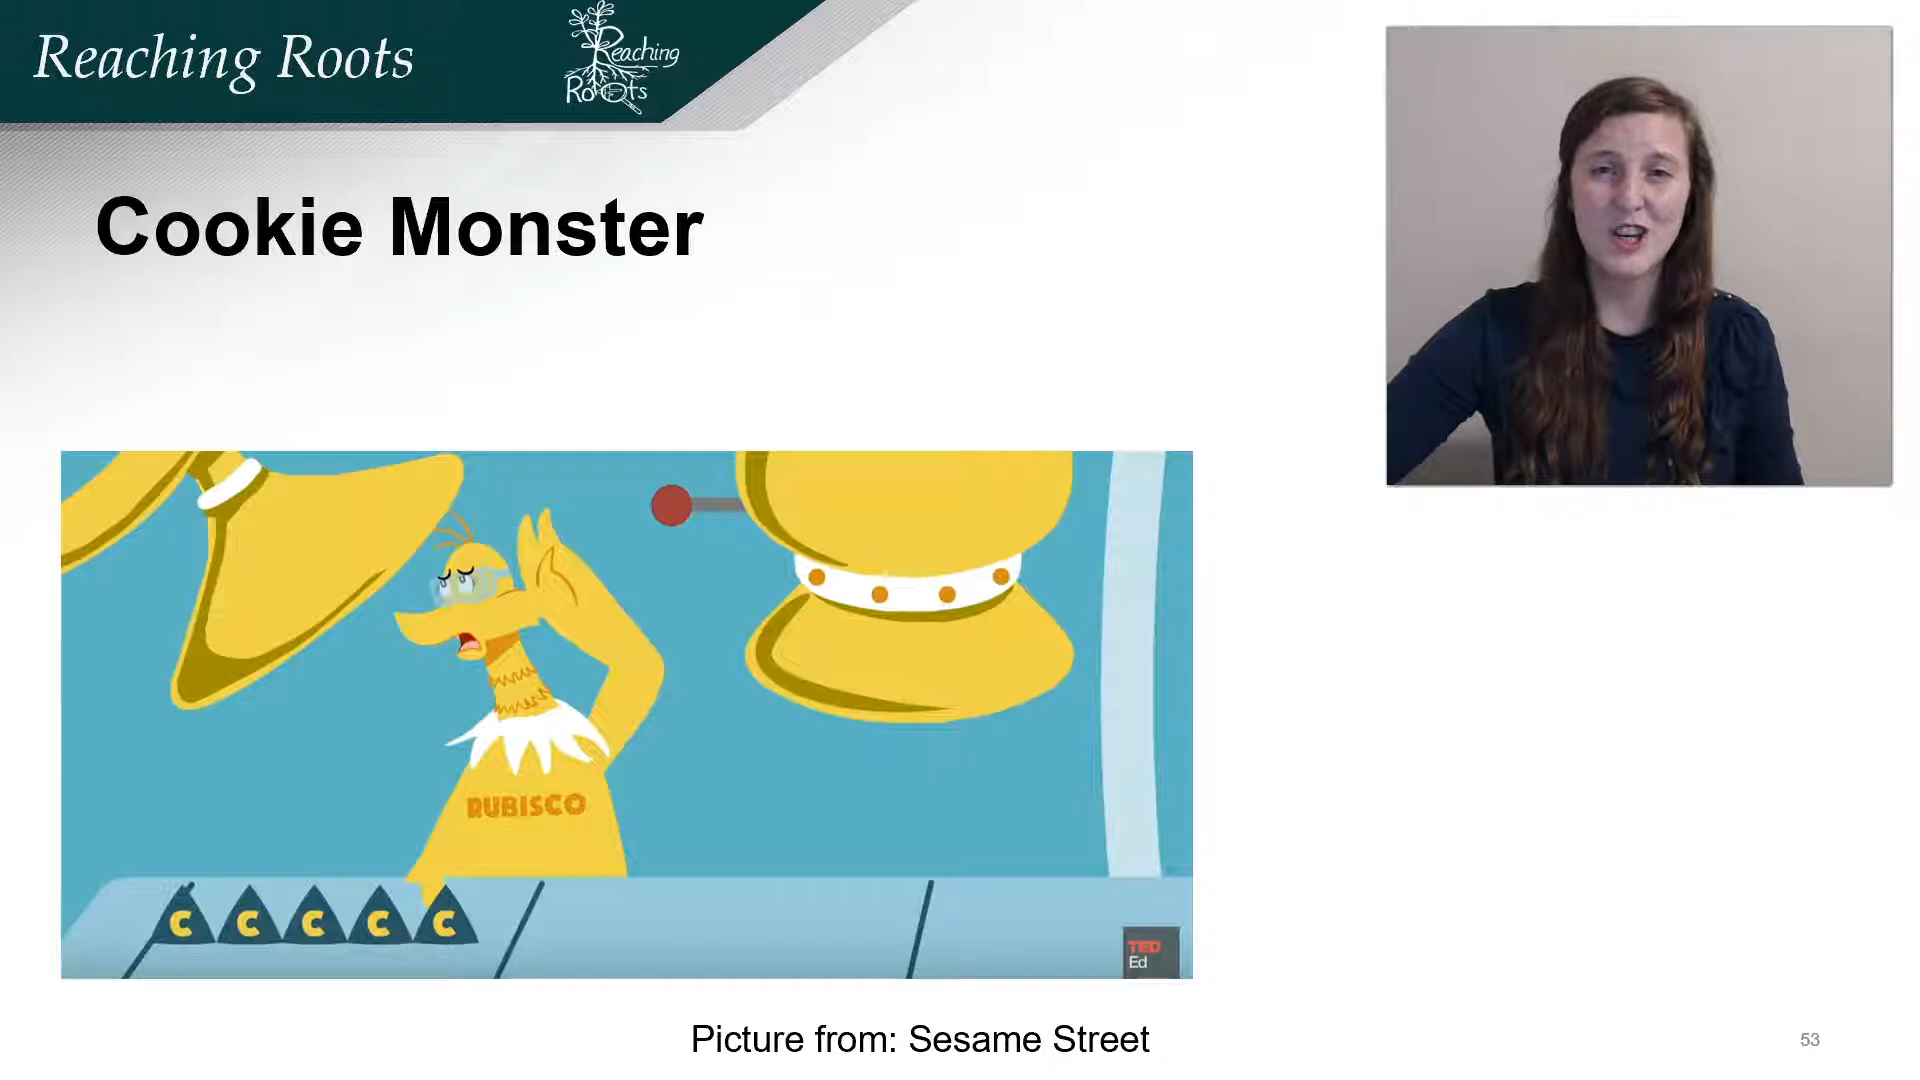 Reaching Roots
Reaching
Roots
Cookie Monster
RUBISCO
C C C C C
TED
Ed
Picture from: Sesame Street
53